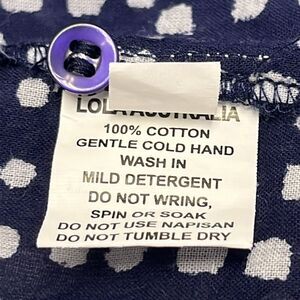 LOLA AUSTRALIA
100% COTTON
GENTLE COLD HAND
WASH IN
MILD DETERGENT
DO NOT WRING,
SPIN OR SOAK
DO NOT USE NAPISAN
DO NOT TUMBLE DRY